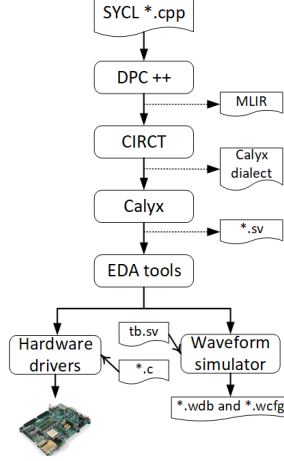 SYCL *.cpp
DPC ++
MLIR
CIRCT
Calyx
dialect
Calyx
*.sv
EDA tools
Hardware
drivers
tb.sv
*.c
Waveform
simulator
*.wdb and *.wcfg